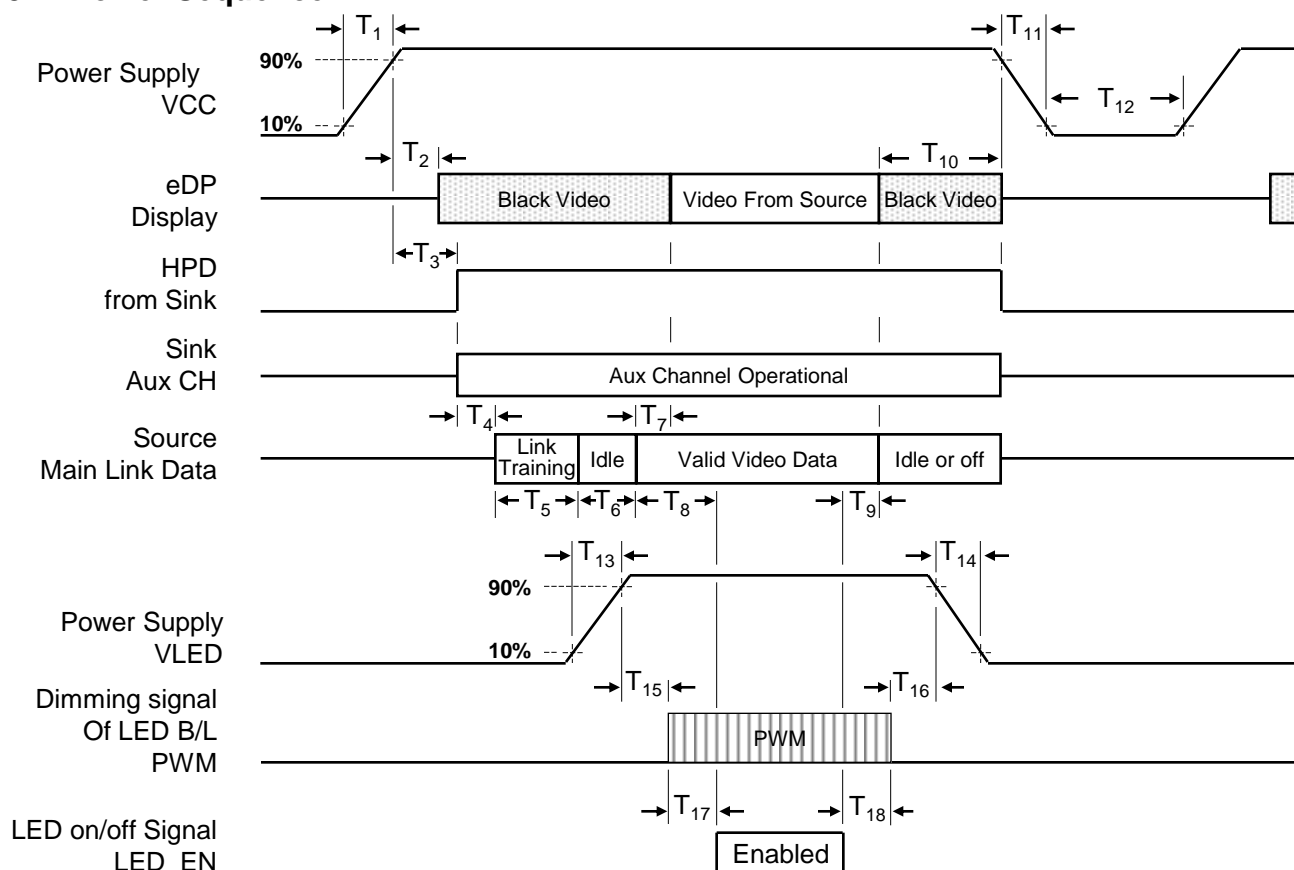 T1
T11
90%
Power Supply
VCC
T12
10%
T2
T10
eDP
Display
Black Video
Video From Source
Black Video
T3
HPD
from Sink
Sink
Aux CH
Aux Channel Operational
T4
T7
Source
Main Link Data
Link
Training
Idle
Valid Video Data
Idle or off
T5
T6
T8
T9
T13
T14
90%
Power Supply
VLED
10%
T15
T16
Dimming signal
Of LED B/L
PWM
PWM
T17
T18
LED on/off Signal
LED_EN
Enabled